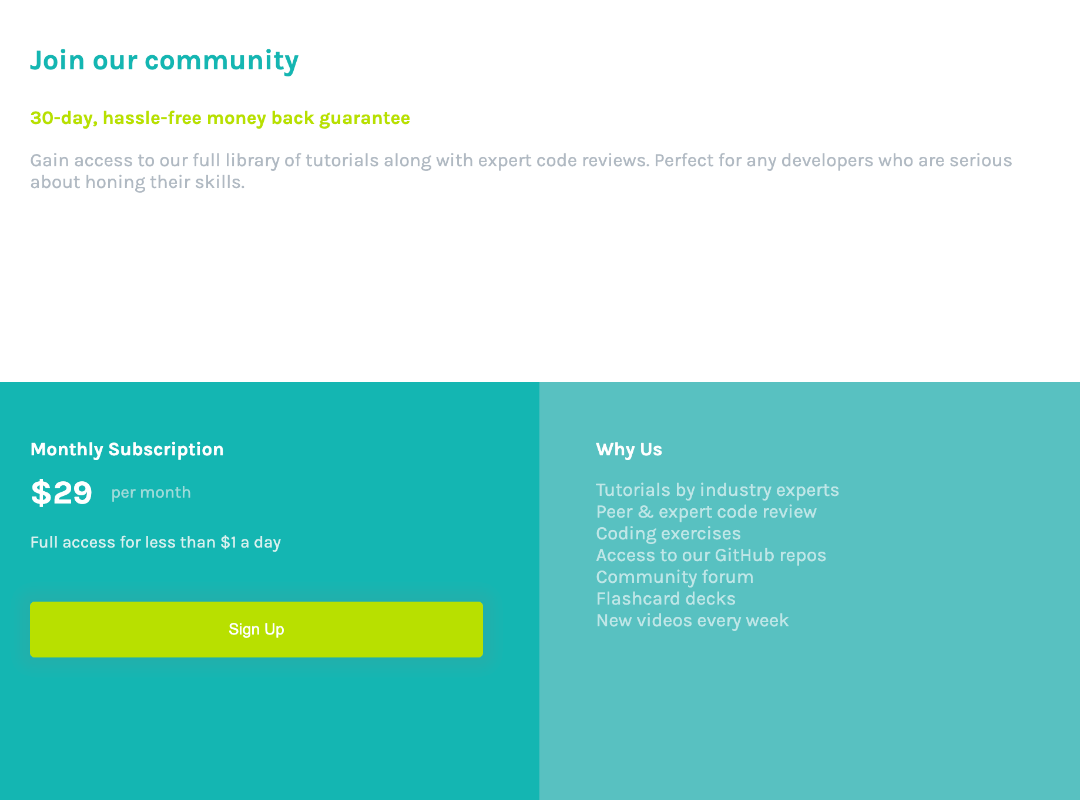 Join our community
30-day, hassle-free money back guarantee
Gain access to our full library of tutorials along with expert code reviews. Perfect for any developers who are serious
about honing their skills.
Monthly Subscription
$29 per month
Full access for less than $1 a day
Sign Up
Why Us
Tutorials by industry experts
Peer & expert code review
Coding exercises
Access to our GitHub repos
Community forum
Flashcard decks
New videos every week